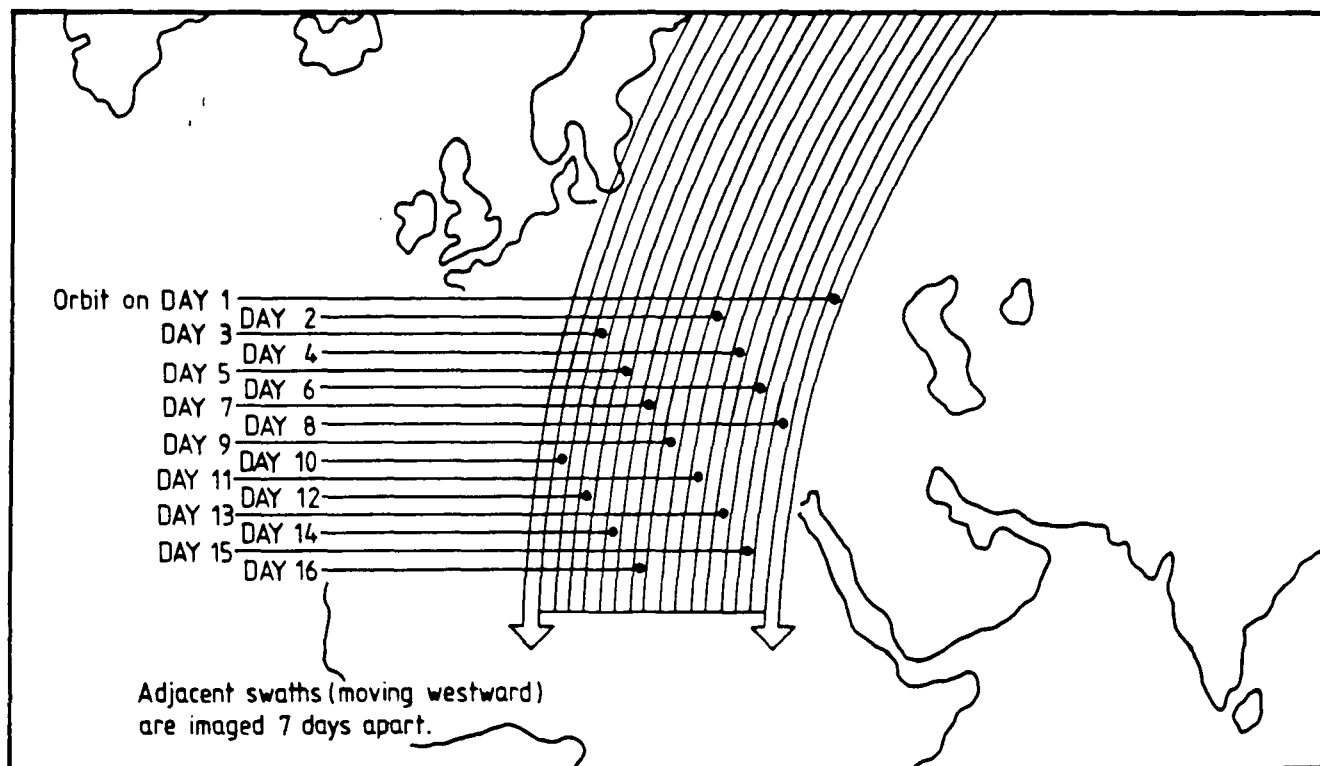 Orbit on DAY 1
DAY 2
DAY 3
DAY 4
DAY 5
DAY 6
DAY 7
DAY 8
DAY 9
DAY 10
DAY 11
DAY 12
DAY 13
DAY 14
DAY 15
DAY 16
Adjacent swaths (moving westward)
are imaged 7 days apart.